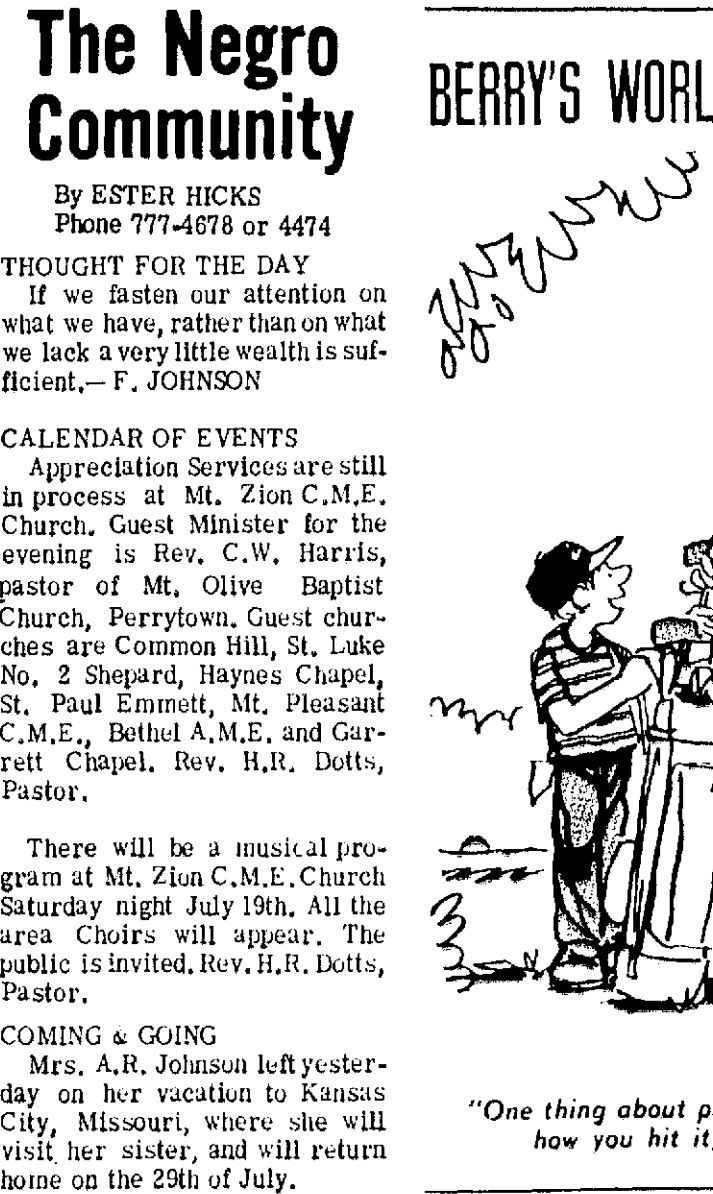 The Negro
Community
By ESTER HICKS
Phone 777-4678 or 4474
THOUGHT FOR THE DAY
If we fasten our attention on
what we have, rather than on what
we lack a very little wealth is suf-
ficient.— F. JOHNSON
CALENDAR OF EVENTS
Appreciation Services are still
in process at Mt. Zion C.M.E.
Church. Guest Minister for the
evening is Rev. C.W. Harris,
pastor of Mt. Olive Baptist
Church, Perrytown. Guest chur-
ches are Common Hill, St. Luke
No. 2 Shepard, Haynes Chapel,
St. Paul Emmett, Mt. Pleasant
C.M.E., Bethel A.M.E. and Gar-
rett Chapel. Rev. H.R. Dotts,
Pastor.
There will be a musical pro-
gram at Mt. Zion C.M.E. Church
Saturday night July 19th. All the
area Choirs will appear. The
public is invited. Rev. H.R. Dotts,
Pastor.
COMING & GOING
Mrs. A.R. Johnson left yester-
day on her vacation to Kansas
City, Missouri, where she will
visit her sister, and will return
home on the 29th of July.
BERRY'S WORL
"One thing about p
how you hit it,